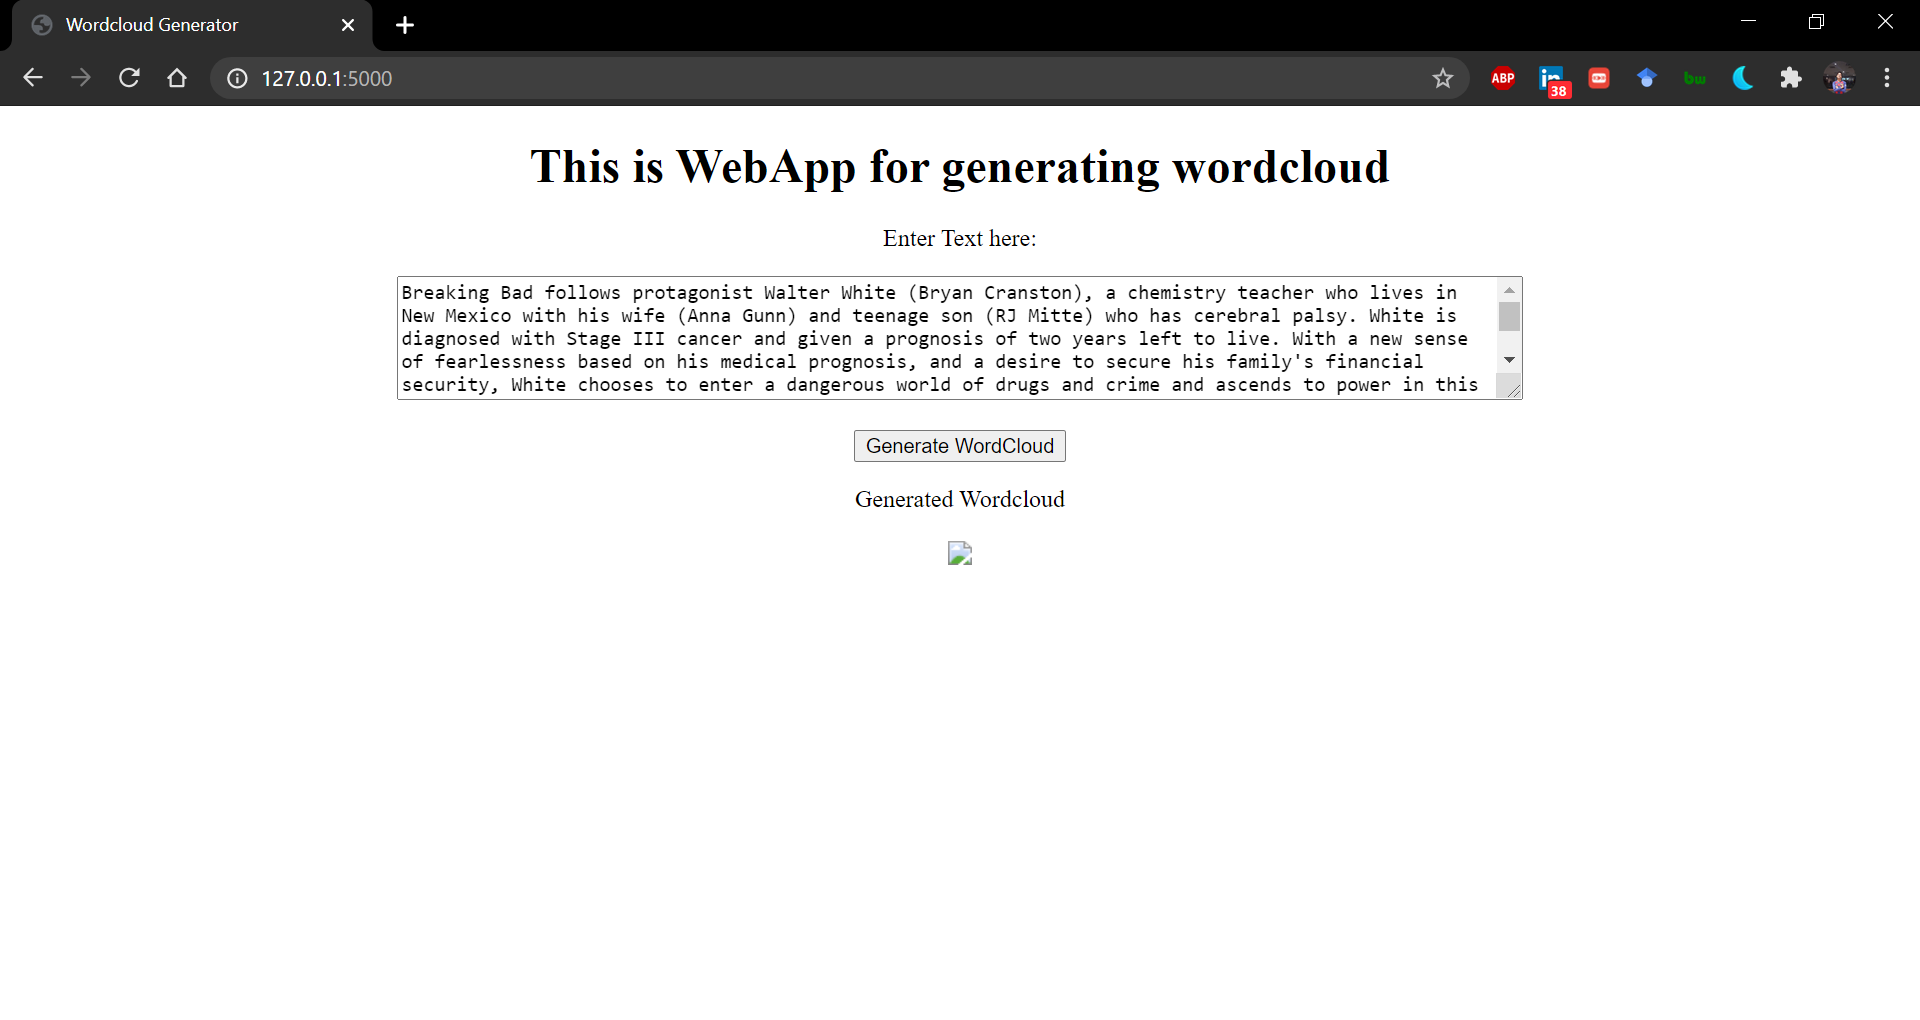 Wordcloud Generator
127.0.0.1:5000
ABP
in
38
bw
This is WebApp for generating wordcloud
Enter Text here:
Breaking Bad follows protagonist Walter White (Bryan Cranston), a chemistry teacher who lives in
New Mexico with his wife (Anna Gunn) and teenage son (RJ Mitte) who has cerebral palsy. White is
diagnosed with Stage III cancer and given a prognosis of two years left to live. With a new sense
of fearlessness based on his medical prognosis, and a desire to secure his family's financial
security, White chooses to enter a dangerous world of drugs and crime and ascends to power in this
Generate WordCloud
Generated Wordcloud